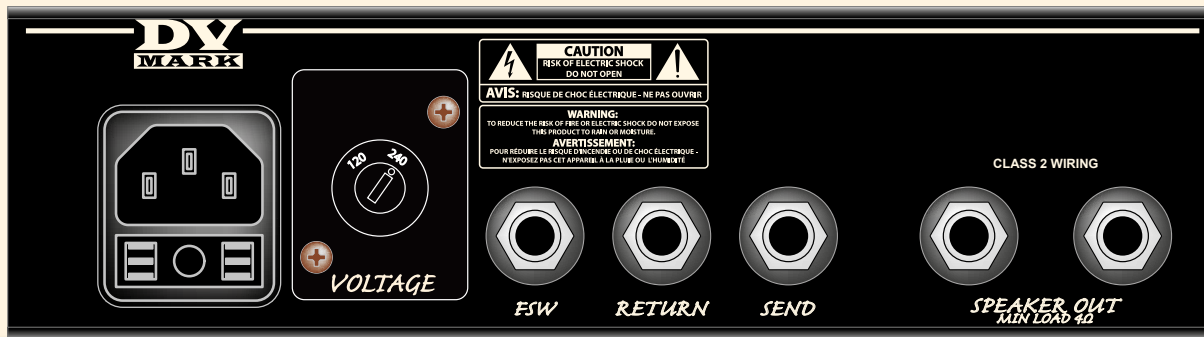 DV
MARK
CAUTION
RISK OF ELECTRIC SHOCK
DO NOT OPEN
AVIS: RISQUE DE CHOC ÉLECTRIQUE - NE PAS OUVRIR
WARNING:
TO REDUCE THE RISK OF FIRE OR ELECTRIC SHOCK DO NOT EXPOSE
THIS PRODUCT TO RAIN OR MOISTURE.
AVERTISSEMENT:
POUR RÉDUIRE LE RISQUE D'INCENDIE OU DE CHOC ÉLECTRIQUE -
N'EXPOSEZ PAS CET APPAREIL À LA PLUIE OU L'HUMIDITÉ
120 240
VOLTAGE
CLASS 2 WIRING
FSW
RETURN
SEND
SPEAKER OUT
MIN LOAD 4Ω